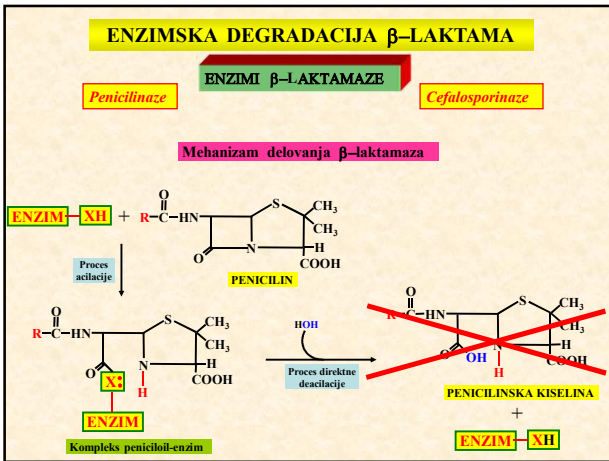 ENZIMSKA DEGRADACIJA β–LAKTAMA
ENZIMI β-LAKTAMAZE
Penicilinaze
Cefalosporinaze
Mehanizam delovanja β-laktamaza
ENZIM XH + R C O HN S CH3 CH3 N H O COOH
PENICILIN
Proces
acilacije
R C O HN S CH3 CH3 O N H H COOH
X:
ENZIM
Kompleks peniciloil-enzim
HOH
Proces direktne
deacilacije
R C O HN S CH3 CH3 O OH N H H COOH
PENICILINSKA KISELINA
+
ENZIM XH